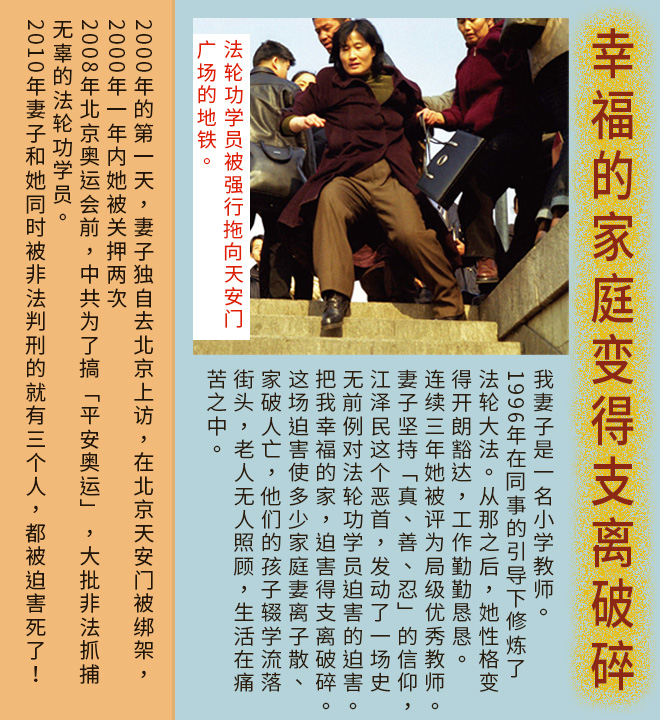 幸福的家庭变得支离破碎
法轮功学员被强行拖向天安门
广场的地铁。
我妻子是一名小学教师。
1996年在同事的引导下修炼了
法轮大法。从那之后，她性格变
得开朗豁达，工作勤勤恳恳。
连续三年她被评为局级优秀教师。
妻子坚持「真、善、忍」的信仰，
江泽民这个恶首，发动了一场史
无前例对法轮功学员迫害的迫害。
把我幸福的家，迫害得支离破碎。
这场迫害使多少家庭妻离子散、
家破人亡，他们的孩子辍学流落
街头，老人无人照顾，生活在痛
苦之中。
2000年的第一天，妻子独自去北京上访，在北京天安门被绑架，
2000年一年内她被关押两次
2008年北京奥运会前，中共为了搞「平安奥运」，大批非法抓捕
无辜的法轮功学员。
2010年妻子和她同时被非法判刑的就有三个人，都被迫害死了！